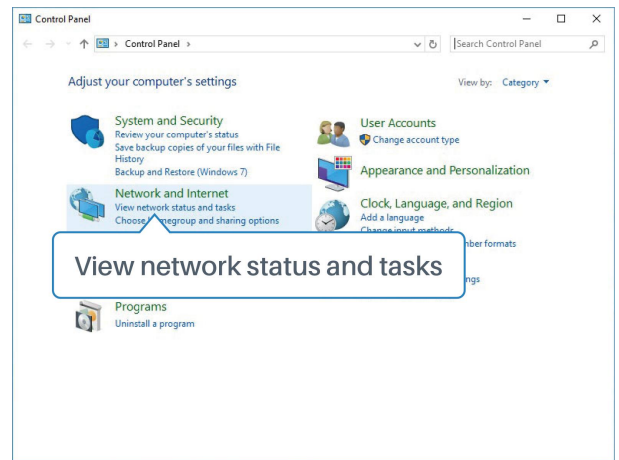 Control Panel
Control Panel
Search Control Panel
Adjust your computer's settings
View by: Category
System and Security
Review your computer's status
Save backup copies of your files with File
History
Backup and Restore (Windows 7)
Network and Internet
View network status and tasks
Choose and sharing options
View network status and tasks
Programs
Uninstall a program
User Accounts
Change account type
Appearance and Personalization
Clock, Language, and Region
Add a language
Change input methods
formats